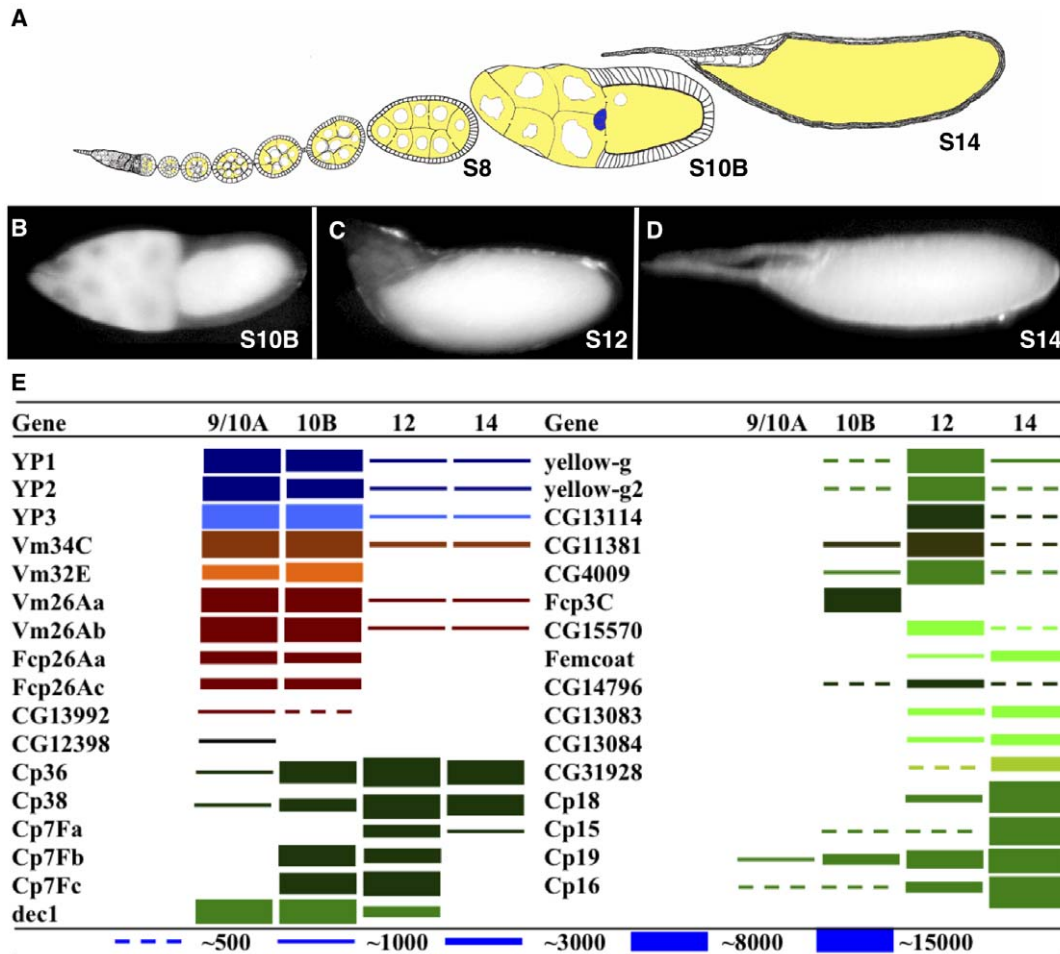 A
S8
S10B
S14
B
S10B
C
S12
D
S14
E
Gene 9/10A 10B 12 14 Gene 9/10A 10B 12 14
YP1 yellow-g
YP2 yellow-g2
YP3 CG13114
Vm34C CG11381
Vm32E CG4009
Vm26Aa Fcp3C
Vm26Ab CG15570
Fcp26Aa Femcoat
Fcp26Ac CG14796
CG13992 CG13083
CG12398 CG13084
Cp36 CG31928
Cp38 Cp18
Cp7Fa Cp15
Cp7Fb Cp19
Cp7Fc Cp16
dec1
~500 ~1000 ~3000 ~8000 ~15000